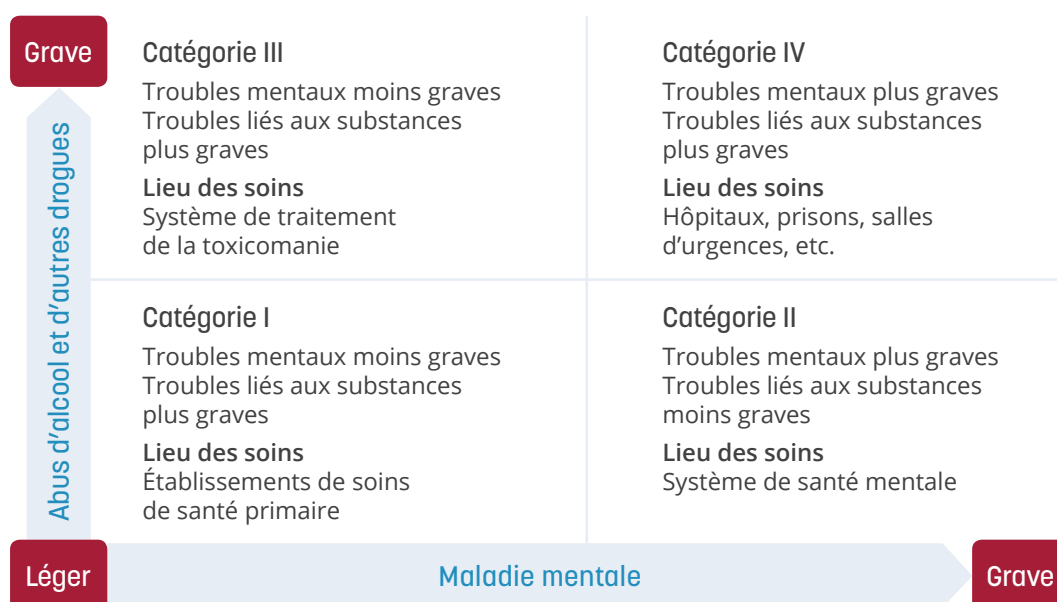 Grave
Catégorie III
Troubles mentaux moins graves
Troubles liés aux substances
plus graves
Lieu des soins
Système de traitement
de la toxicomanie
Catégorie IV
Troubles mentaux plus graves
Troubles liés aux substances
plus graves
Lieu des soins
Hôpitaux, prisons, salles
d’urgences, etc.
Abus d’alcool et d’autres drogues
Catégorie I
Troubles mentaux moins graves
Troubles liés aux substances
plus graves
Lieu des soins
Établissements de soins
de santé primaire
Catégorie II
Troubles mentaux plus graves
Troubles liés aux substances
moins graves
Lieu des soins
Système de santé mentale
Léger
Maladie mentale
Grave